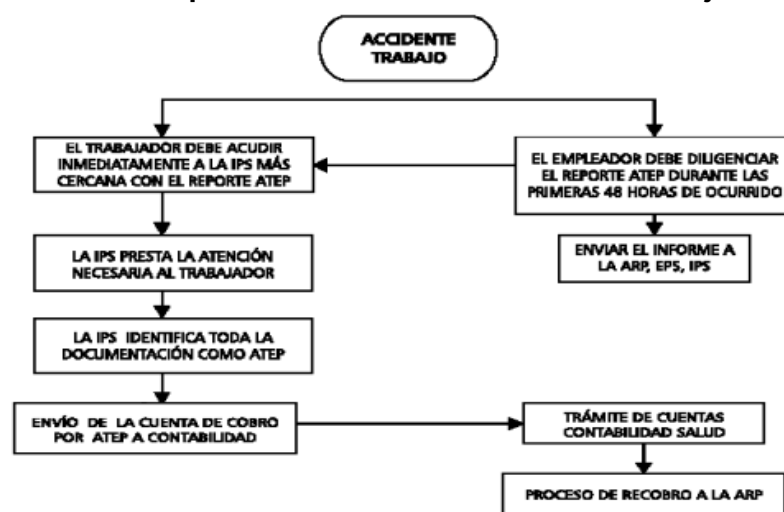 ACCIDENTE
TRABAJO
EL TRABAJADOR DEBE ACUDIR
INMEDIATAMENTE A LA IPS MÁS
CERCANA CON EL REPORTE ATEP
EL EMPLEADOR DEBE DILIGENCIAR
EL REPORTE ATEP DURANTE LAS
PRIMERAS 48 HORAS DE OCURRIDO
LA IPS PRESTA LA ATENCIÓN
NECESARIA AL TRABAJADOR
ENVIAR EL INFORME A
LA ARP, EPS, IPS
LA IPS IDENTIFICA TODA LA
DOCUMENTACIÓN COMO ATEP
ENVÍO DE LA CUENTA DE COBRO
POR ATEP A CONTABILIDAD
TRÁMITE DE CUENTAS
CONTABILIDAD SALUD
PROCESO DE RECOBRO A LA ARP